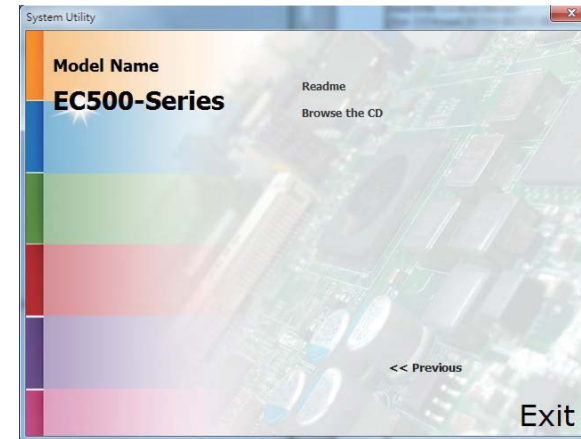 System Utility
Model Name
EC500-Series
Readme
Browse the CD
<< Previous
Exit